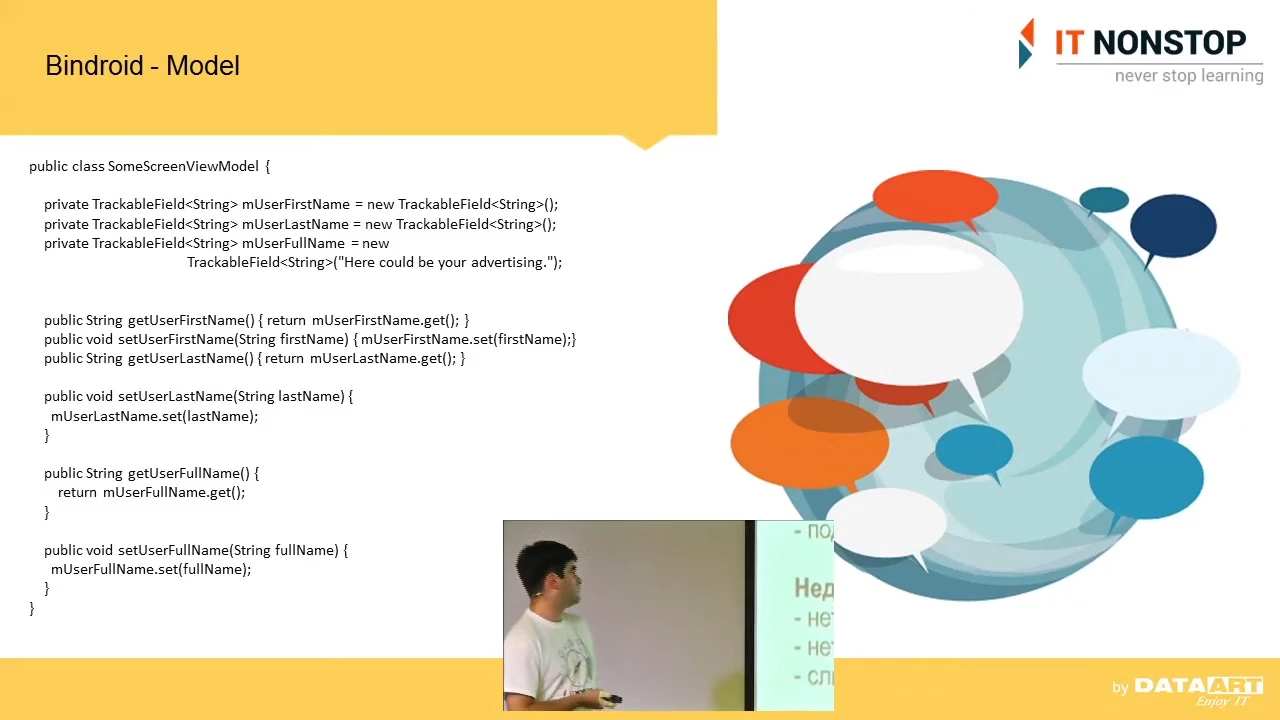 Bindroid - Model
IT NONSTOP
never stop learning
public class SomeScreenViewModel {
private TrackableField<String> mUserFirstName = new TrackableField<String>();
private TrackableField<String> mUserLastName = new TrackableField<String>();
private TrackableField<String> mUserFullName = new
TrackableField<String>("Here could be your advertising.");
public String getUserFirstName() { return mUserFirstName.get(); }
public void setUserFirstName(String firstName) { mUserFirstName.set(firstName);}
public String getUserLastName() { return mUserLastName.get(); }
public void setUserLastName(String lastName) {
mUserLastName.set(lastName);
}
public String getUserFullName() {
return mUserFullName.get();
}
public void setUserFullName(String fullName) {
mUserFullName.set(fullName);
}
}
- нет
by DATAART
Enjoy IT